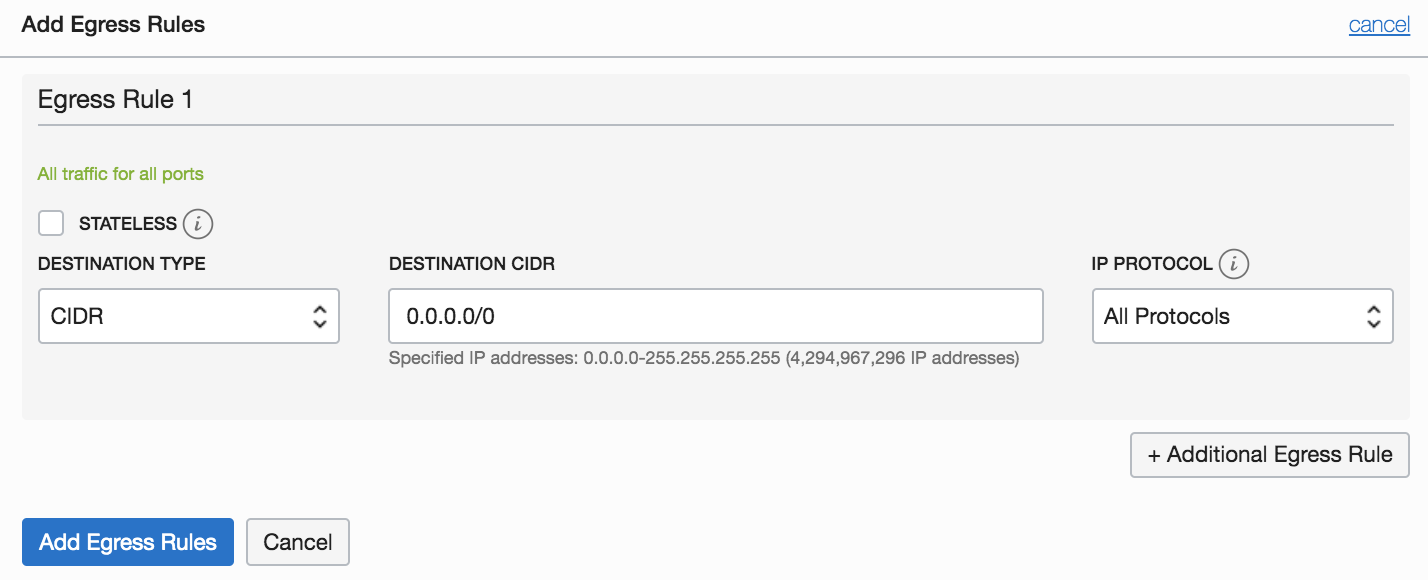 Add Egress Rules cancel
Egress Rule 1
All traffic for all ports
STATELESS i
DESTINATION TYPE DESTINATION CIDR IP PROTOCOL i
CIDR 0.0.0.0/0 All Protocols
Specified IP addresses: 0.0.0.0-255.255.255.255 (4,294,967,296 IP addresses)
+ Additional Egress Rule
Add Egress Rules Cancel